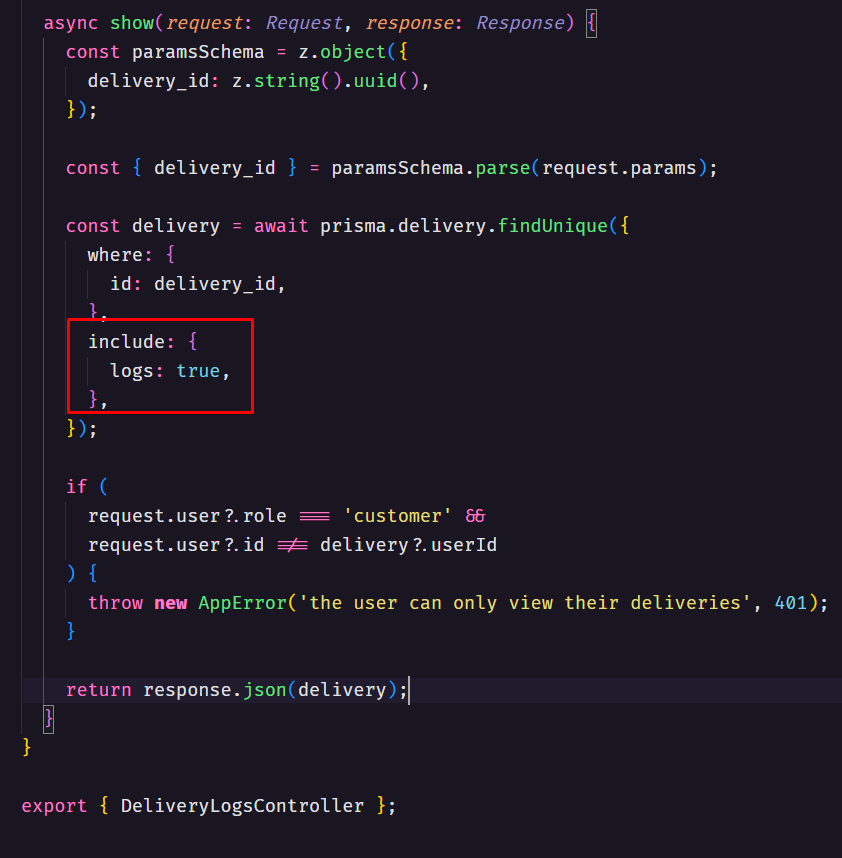 async show(request: Request, response: Response) {
const paramsSchema = z.object({
delivery_id: z.string().uuid(),
});
const { delivery_id } = paramsSchema.parse(request.params);
const delivery = await prisma.delivery.findUnique({
where: {
id: delivery_id,
},
include: {
logs: true,
},
});
if (
request.user?.role === 'customer' &&
request.user?.id !== delivery?.userId
) {
throw new AppError('the user can only view their deliveries', 401);
}
return response.json(delivery);
}
}
export { DeliveryLogsController };